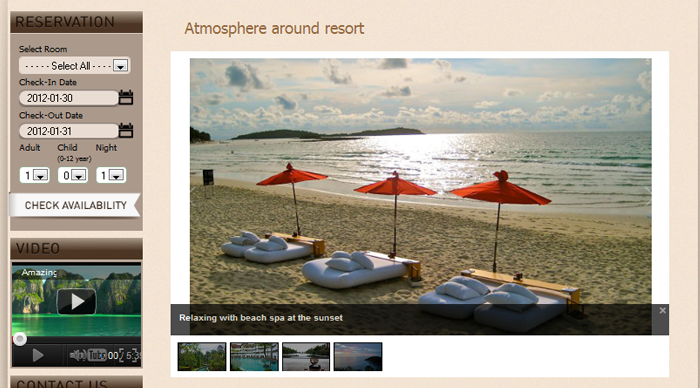 RESERVATION
Select Room
- - - - - Select All - - - -
Check-In Date
2012-01-30
Check-Out Date
2012-01-31
Adult Child Night
(0-12 year)
1 0 1
CHECK AVAILABILITY
VIDEO
Amazing
CONTACT US
Atmosphere around resort
Relaxing with beach spa at the sunset